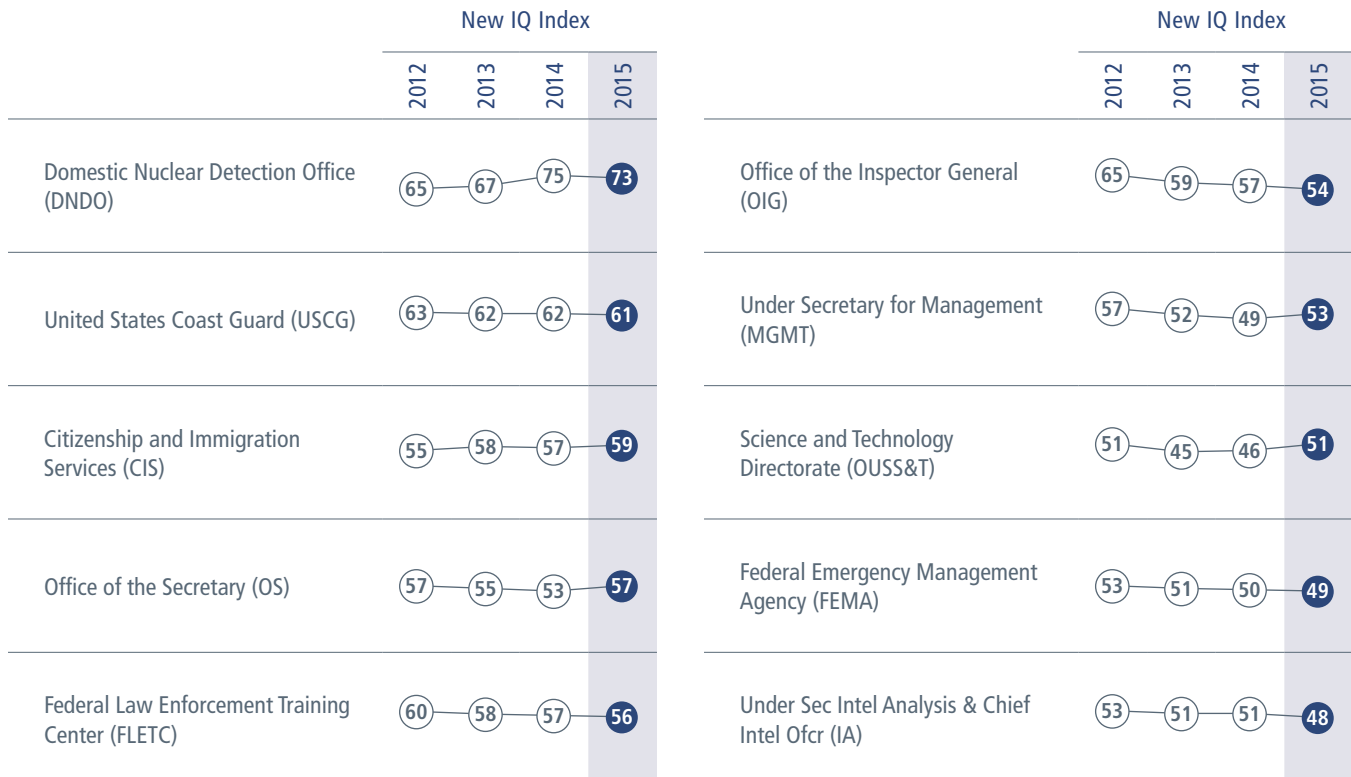 New IQ Index
2012 2013 2014 2015
Domestic Nuclear Detection Office
(DNDO)
65 67 75 73
United States Coast Guard (USCG)
63 62 62 61
Citizenship and Immigration
Services (CIS)
55 58 57 59
Office of the Secretary (OS)
57 55 53 57
Federal Law Enforcement Training
Center (FLETC)
60 58 57 56
New IQ Index
2012 2013 2014 2015
Office of the Inspector General
(OIG)
65 59 57 54
Under Secretary for Management
(MGMT)
57 52 49 53
Science and Technology
Directorate (OUSS&T)
51 45 46 51
Federal Emergency Management
Agency (FEMA)
53 51 50 49
Under Sec Intel Analysis & Chief
Intel Ofcr (IA)
53 51 51 48